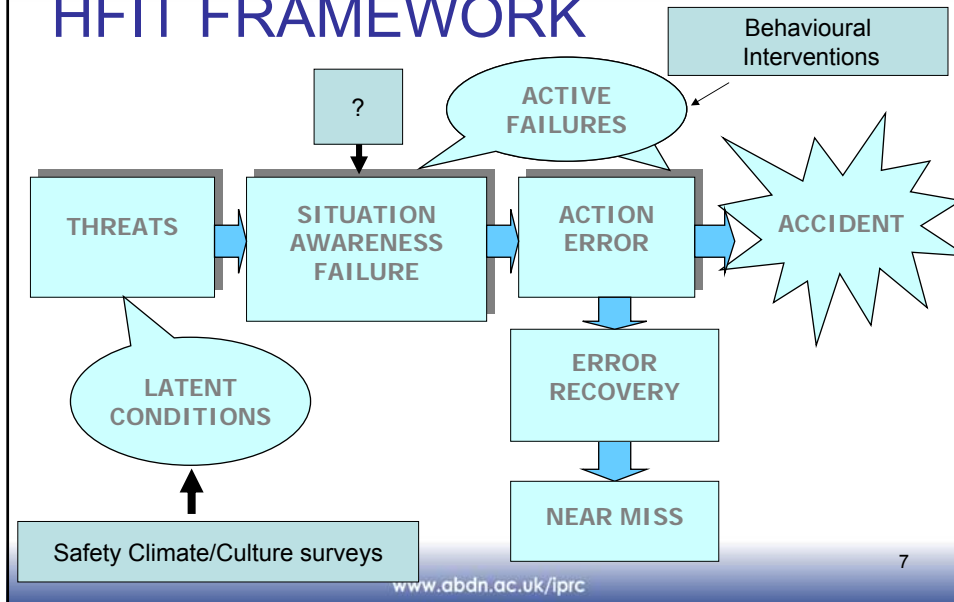 HFIT FRAMEWORK
Behavioural
Interventions
?
ACTIVE
FAILURES
THREATS
SITUATION
AWARENESS
FAILURE
ACTION
ERROR
ACCIDENT
LATENT
CONDITIONS
ERROR
RECOVERY
NEAR MISS
Safety Climate/Culture surveys
www.abdn.ac.uk/iprc
7